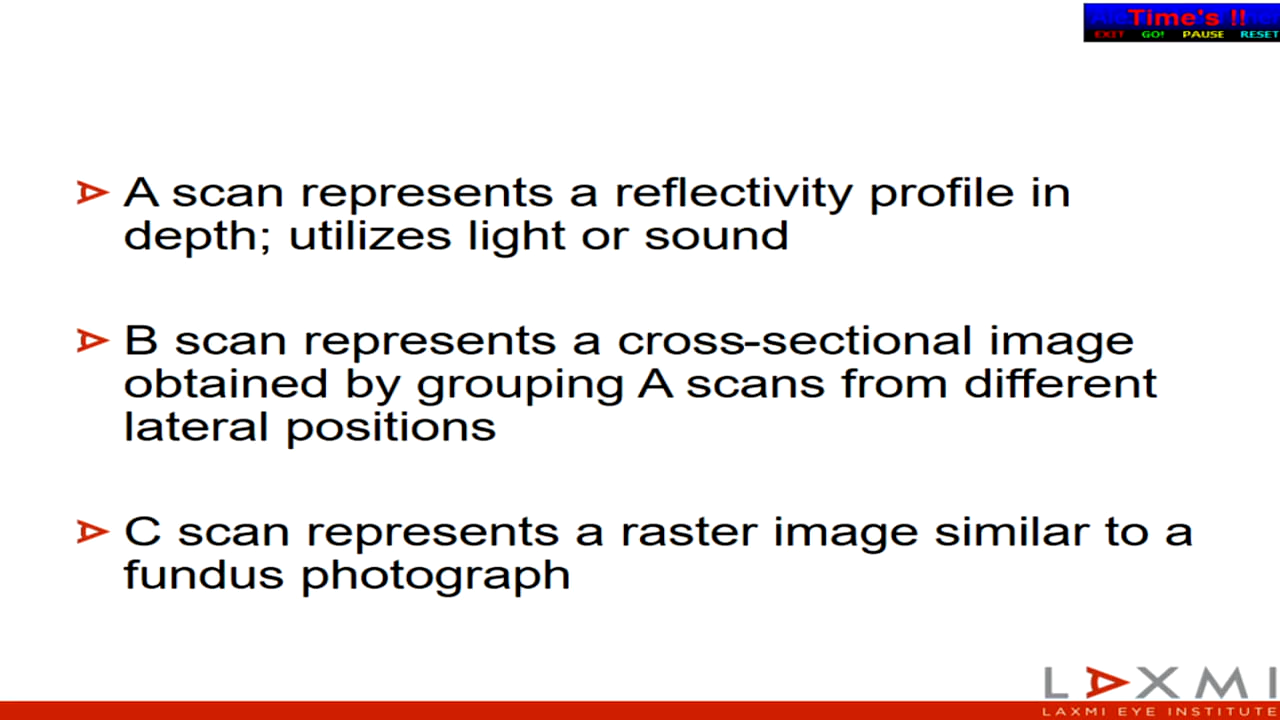 Time's !!
EXIT GO! PAUSE RESET
A scan represents a reflectivity profile in
depth; utilizes light or sound
B scan represents a cross-sectional image
obtained by grouping A scans from different
lateral positions
C scan represents a raster image similar to a
fundus photograph
LAXMI
LAXMI EYE INSTITUTE